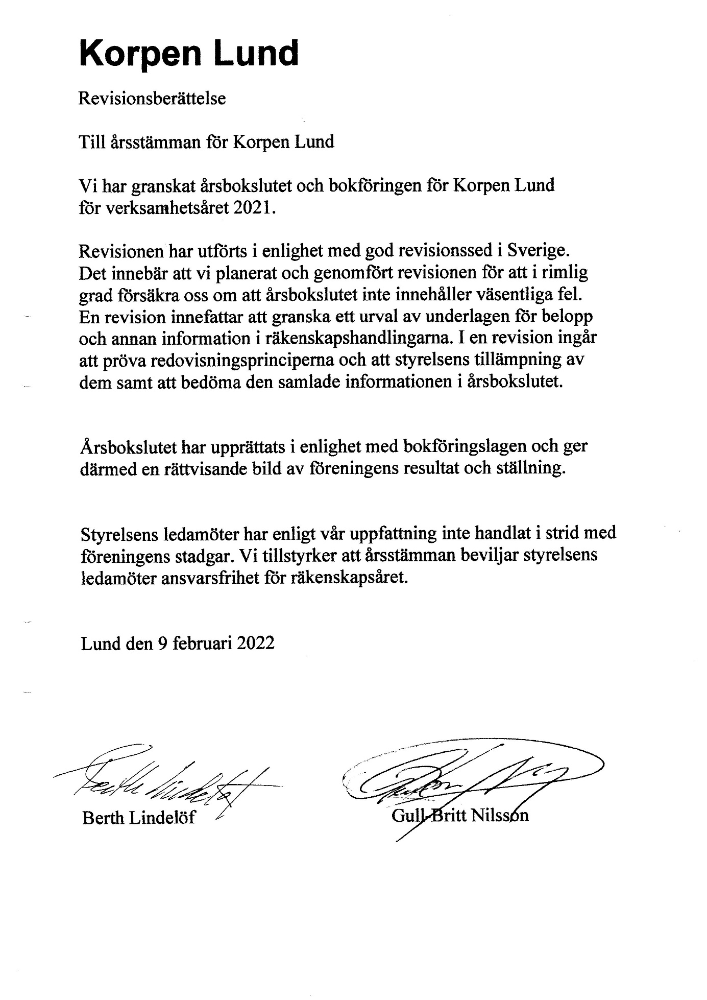 Korpen Lund
Revisionsberättelse
Till årsstämman för Korpen Lund
Vi har granskat årsbokslutet och bokföringen för Korpen Lund
för verksamhetsåret 2021.
Revisionen har utförts i enlighet med god revisionssed i Sverige.
Det innebär att vi planerat och genomfört revisionen för att i rimlig
grad försäkra oss om att årsbokslutet inte innehåller väsentliga fel.
En revision innefattar att granska ett urval av underlagen för belopp
och annan information i räkenskapshandlingarna. I en revision ingår
att pröva redovisningsprinciperna och att styrelsens tillämpning av
dem samt att bedöma den samlade informationen i årsbokslutet.
Årsbokslutet har upprättats i enlighet med bokföringslagen och ger
därmed en rättvisande bild av föreningens resultat och ställning.
Styrelsens ledamöter har enligt vår uppfattning inte handlat i strid med
föreningens stadgar. Vi tillstyrker att årsstämman beviljar styrelsens
ledamöter ansvarsfrihet för räkenskapsåret.
Lund den 9 februari 2022
Berth Lindelöf
Berth Lindelöf
Gull-Britt Nilsson